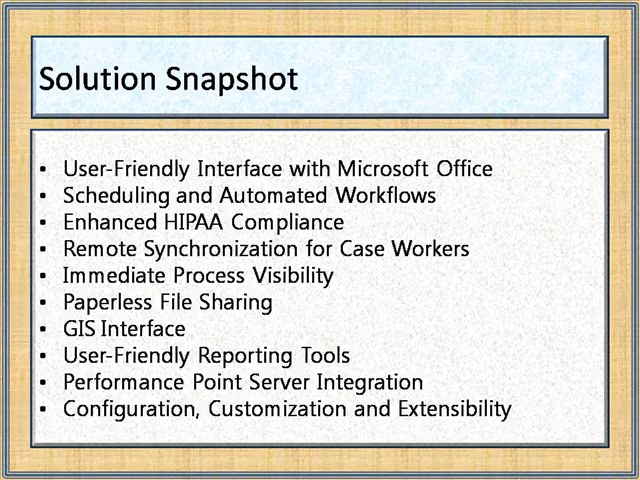 Solution Snapshot
• User-Friendly Interface with Microsoft Office
• Scheduling and Automated Workflows
• Enhanced HIPAA Compliance
• Remote Synchronization for Case Workers
• Immediate Process Visibility
• Paperless File Sharing
• GIS Interface
• User-Friendly Reporting Tools
• Performance Point Server Integration
• Configuration, Customization and Extensibility